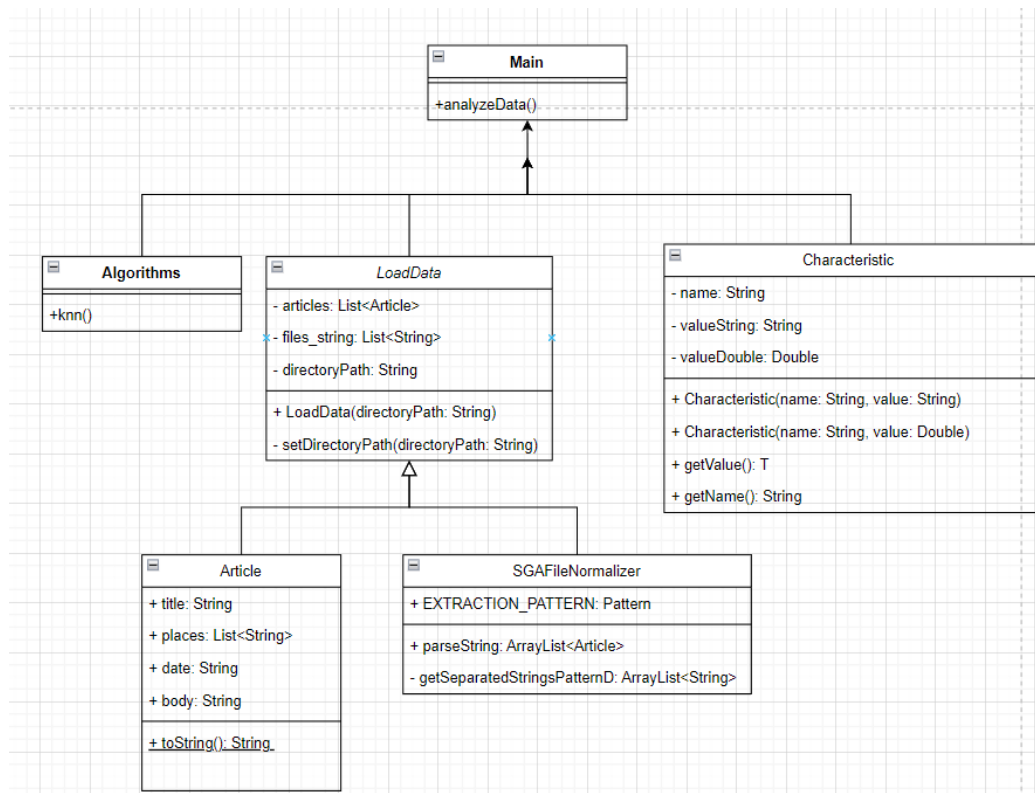 Main
+analyzeData()
Algorithms
+knn()
LoadData
- articles: List<Article>
- files_string: List<String>
- directoryPath: String
+ LoadData(directoryPath: String)
- setDirectoryPath(directoryPath: String)
Characteristic
- name: String
- valueString: String
- valueDouble: Double
+ Characteristic(name: String, value: String)
+ Characteristic(name: String, value: Double)
+ getValue(): T
+ getName(): String
Article
+ title: String
+ places: List<String>
+ date: String
+ body: String
+ toString(): String
SGAFileNormalizer
+ EXTRACTION_PATTERN: Pattern
+ parseString: ArrayList<Article>
- getSeparatedStringsPatternD: ArrayList<String>